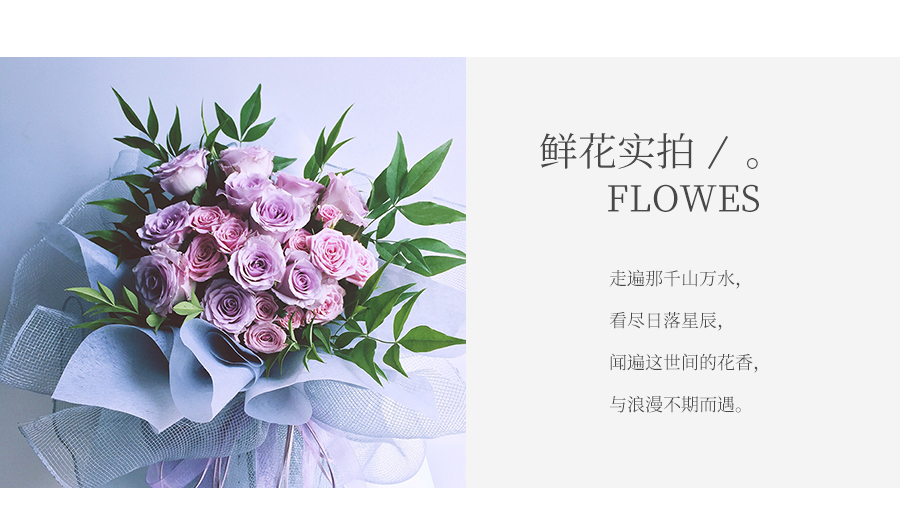 鲜花实拍 / 。
FLOWES
走遍那千山万水,
看尽日落星辰,
闻遍这世间的花香,
与浪漫不期而遇。